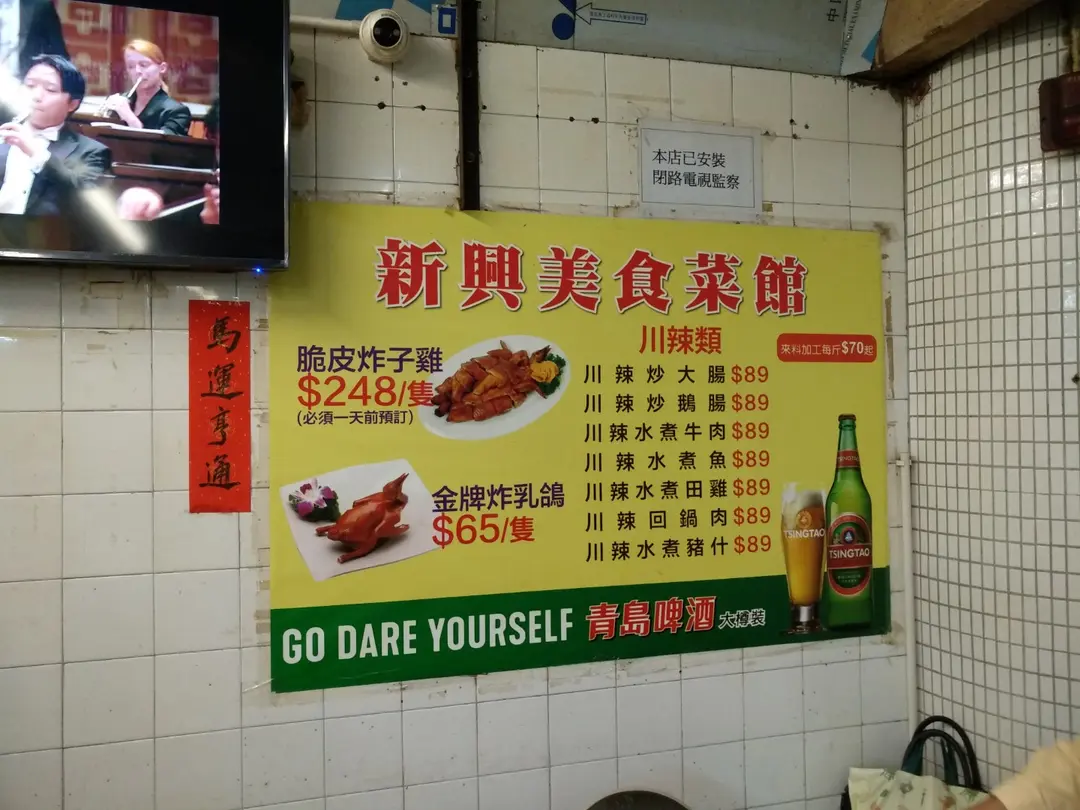 本店已安裝
閉路電視監察
新興美食菜館
馬運亨通
脆皮炸子雞
$248/隻
(必須一天前預訂)
金牌炸乳鴿
$65/隻
川辣類
來料加工每斤$70起
川辣炒大腸$89
川辣炒鵝腸$89
川辣水煮牛肉$89
川辣水煮魚$89
川辣水煮田雞$89
川辣回鍋肉$89
川辣水煮豬什$89
TSINGTAO
TSINGTAO
GO DARE YOURSELF 青島啤酒 大樽裝